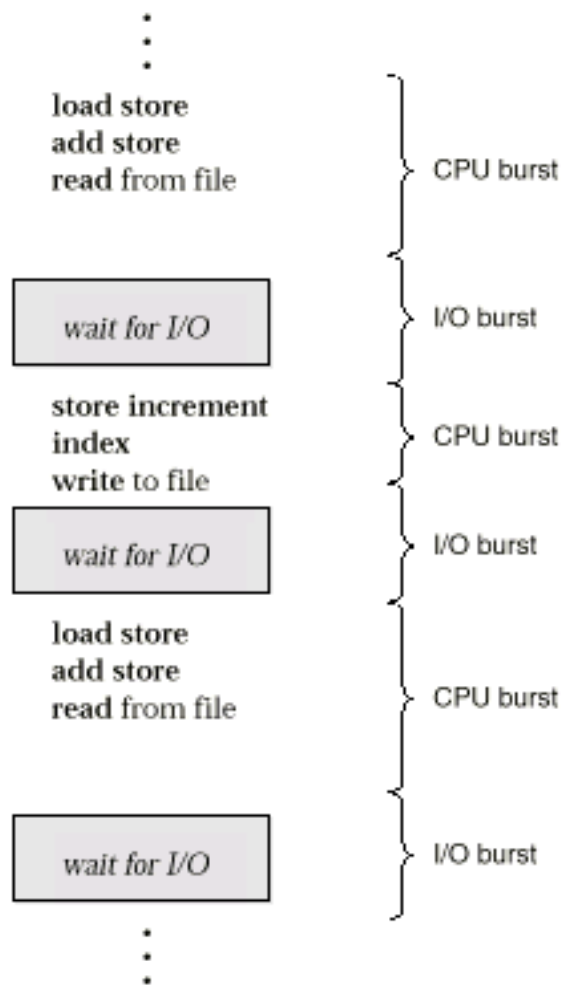 load store
add store
read from file
CPU burst
wait for I/O
I/O burst
store increment
index
write to file
CPU burst
wait for I/O
I/O burst
load store
add store
read from file
CPU burst
wait for I/O
I/O burst